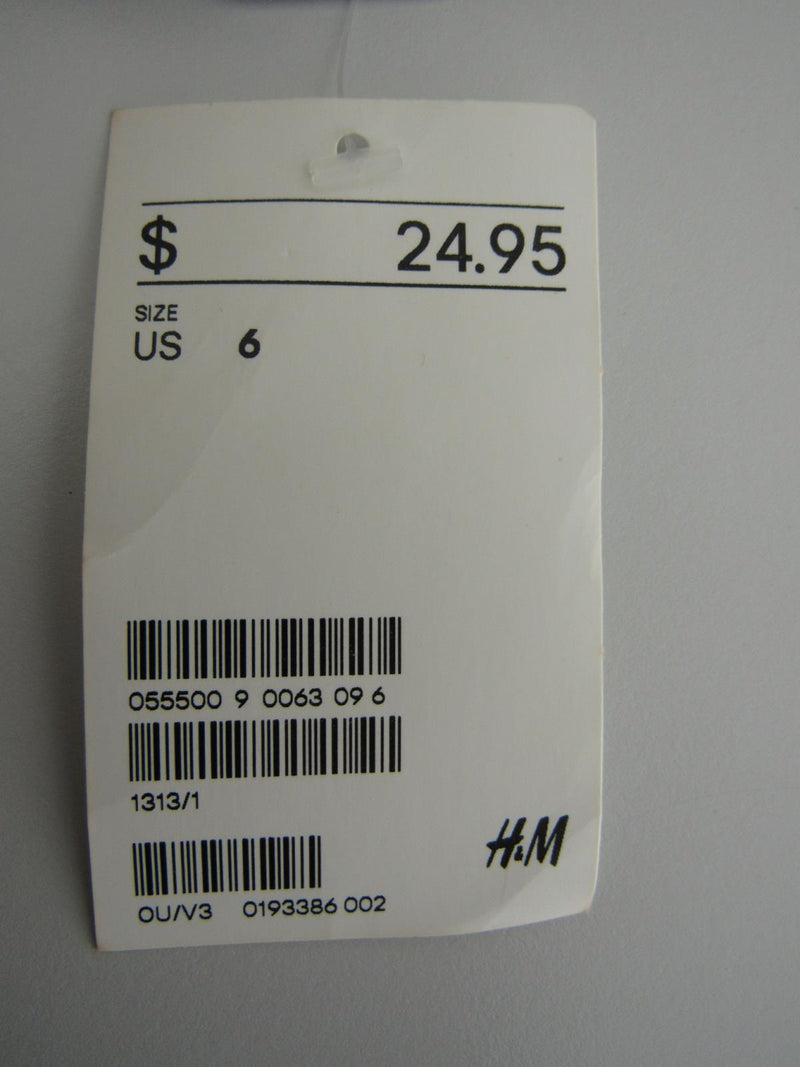 $ 24.95
SIZE
US 6
055500 9 0063 09 6
1313/1
OU/V3 0193386 002
H&M